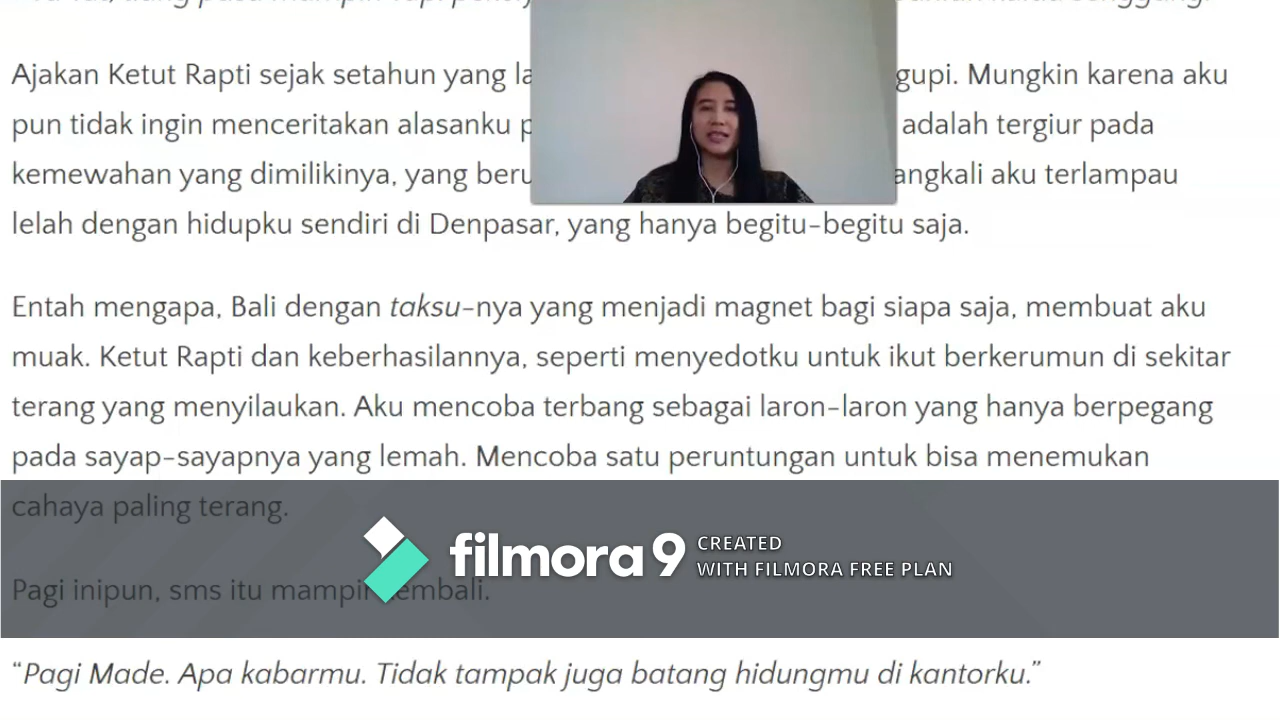 Ajakan Ketut Rapti sejak setahun yang gupi. Mungkin karena aku
pun tidak ingin menceritakan alasanku adalah tergiur pada
kemewahan yang dimilikinya, yang angkali aku terlampau
lelah dengan hidupku sendiri di Denpasar, yang hanya begitu-begitu saja.
Entah mengapa, Bali dengan taksu-nya yang menjadi magnet bagi siapa saja, membuat aku
muak. Ketut Rapti dan keberhasilannya, seperti menyedotku untuk ikut berkerumun di sekitar
terang yang menyilaukan. Aku mencoba terbang sebagai laron-laron yang hanya berpegang
pada sayap-sayapnya yang lemah. Mencoba satu peruntungan untuk bisa menemukan
cahaya paling terang.
filmora9 CREATED
WITH FILMORA FREE PLAN
Pagi inipun, sms itu mampir kembali.
“Pagi Made. Apa kabarmu. Tidak tampak juga batang hidungmu di kantorku.”